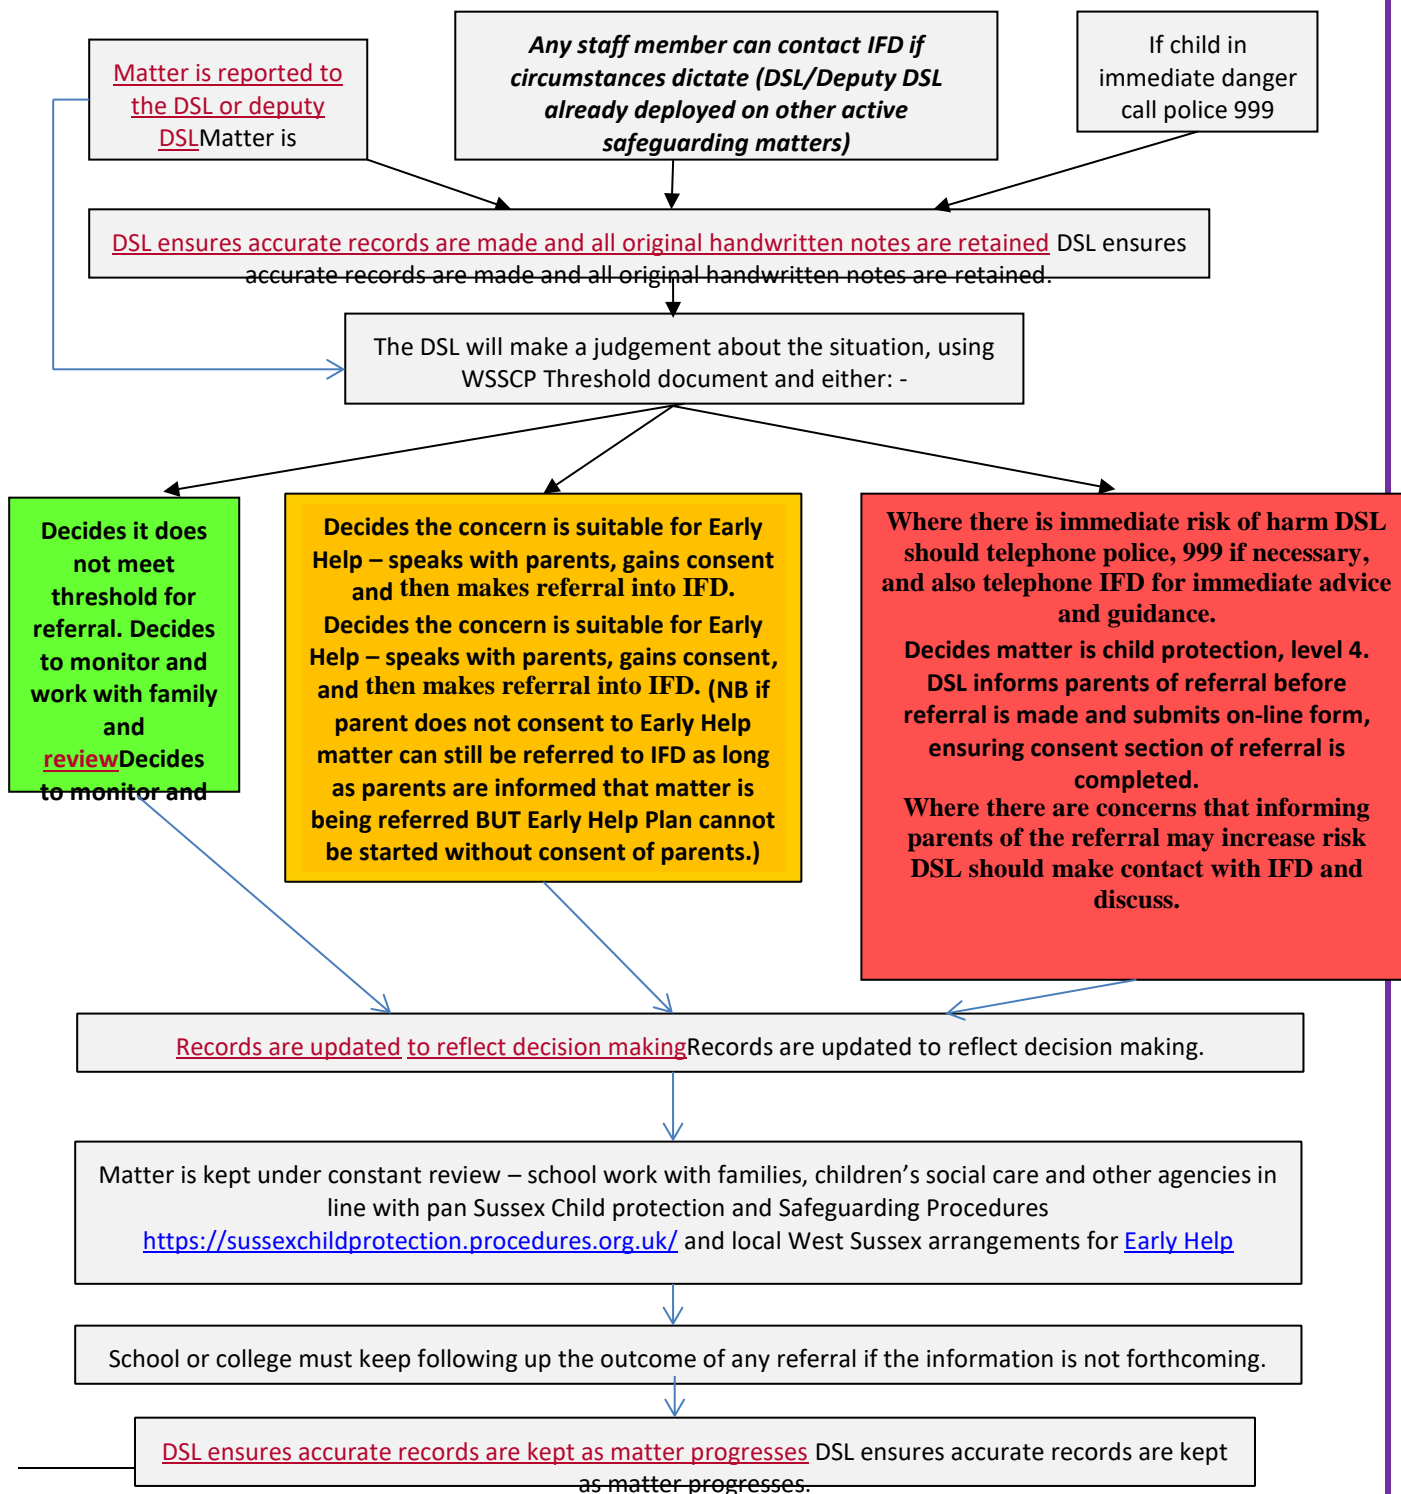 Matter is reported to
the DSL or deputy
DSLMatter is
Any staff member can contact IFD if
circumstances dictate (DSL/Deputy DSL
already deployed on other active
safeguarding matters)
If child in
immediate danger
call police 999
DSL ensures accurate records are made and all original handwritten notes are retained DSL ensures
accurate records are made and all original handwritten notes are retained.
The DSL will make a judgement about the situation, using
WSSCP Threshold document and either: -
Decides it does
not meet
threshold for
referral. Decides
to monitor and
work with family
and
reviewDecides
to monitor and
Decides the concern is suitable for Early
Help – speaks with parents, gains consent
and then makes referral into IFD.
Decides the concern is suitable for Early
Help – speaks with parents, gains consent,
and then makes referral into IFD. (NB if
parent does not consent to Early Help
matter can still be referred to IFD as long
as parents are informed that matter is
being referred BUT Early Help Plan cannot
be started without consent of parents.)
Where there is immediate risk of harm DSL
should telephone police, 999 if necessary,
and also telephone IFD for immediate advice
and guidance.
Decides matter is child protection, level 4.
DSL informs parents of referral before
referral is made and submits on-line form,
ensuring consent section of referral is
completed.
Where there are concerns that informing
parents of the referral may increase risk
DSL should make contact with IFD and
discuss.
Records are updated to reflect decision makingRecords are updated to reflect decision making.
Matter is kept under constant review – school work with families, children’s social care and other agencies in
line with pan Sussex Child protection and Safeguarding Procedures
https://sussexchildprotection.procedures.org.uk/ and local West Sussex arrangements for Early Help
School or college must keep following up the outcome of any referral if the information is not forthcoming.
DSL ensures accurate records are kept as matter progresses DSL ensures accurate records are kept
as matter progresses.